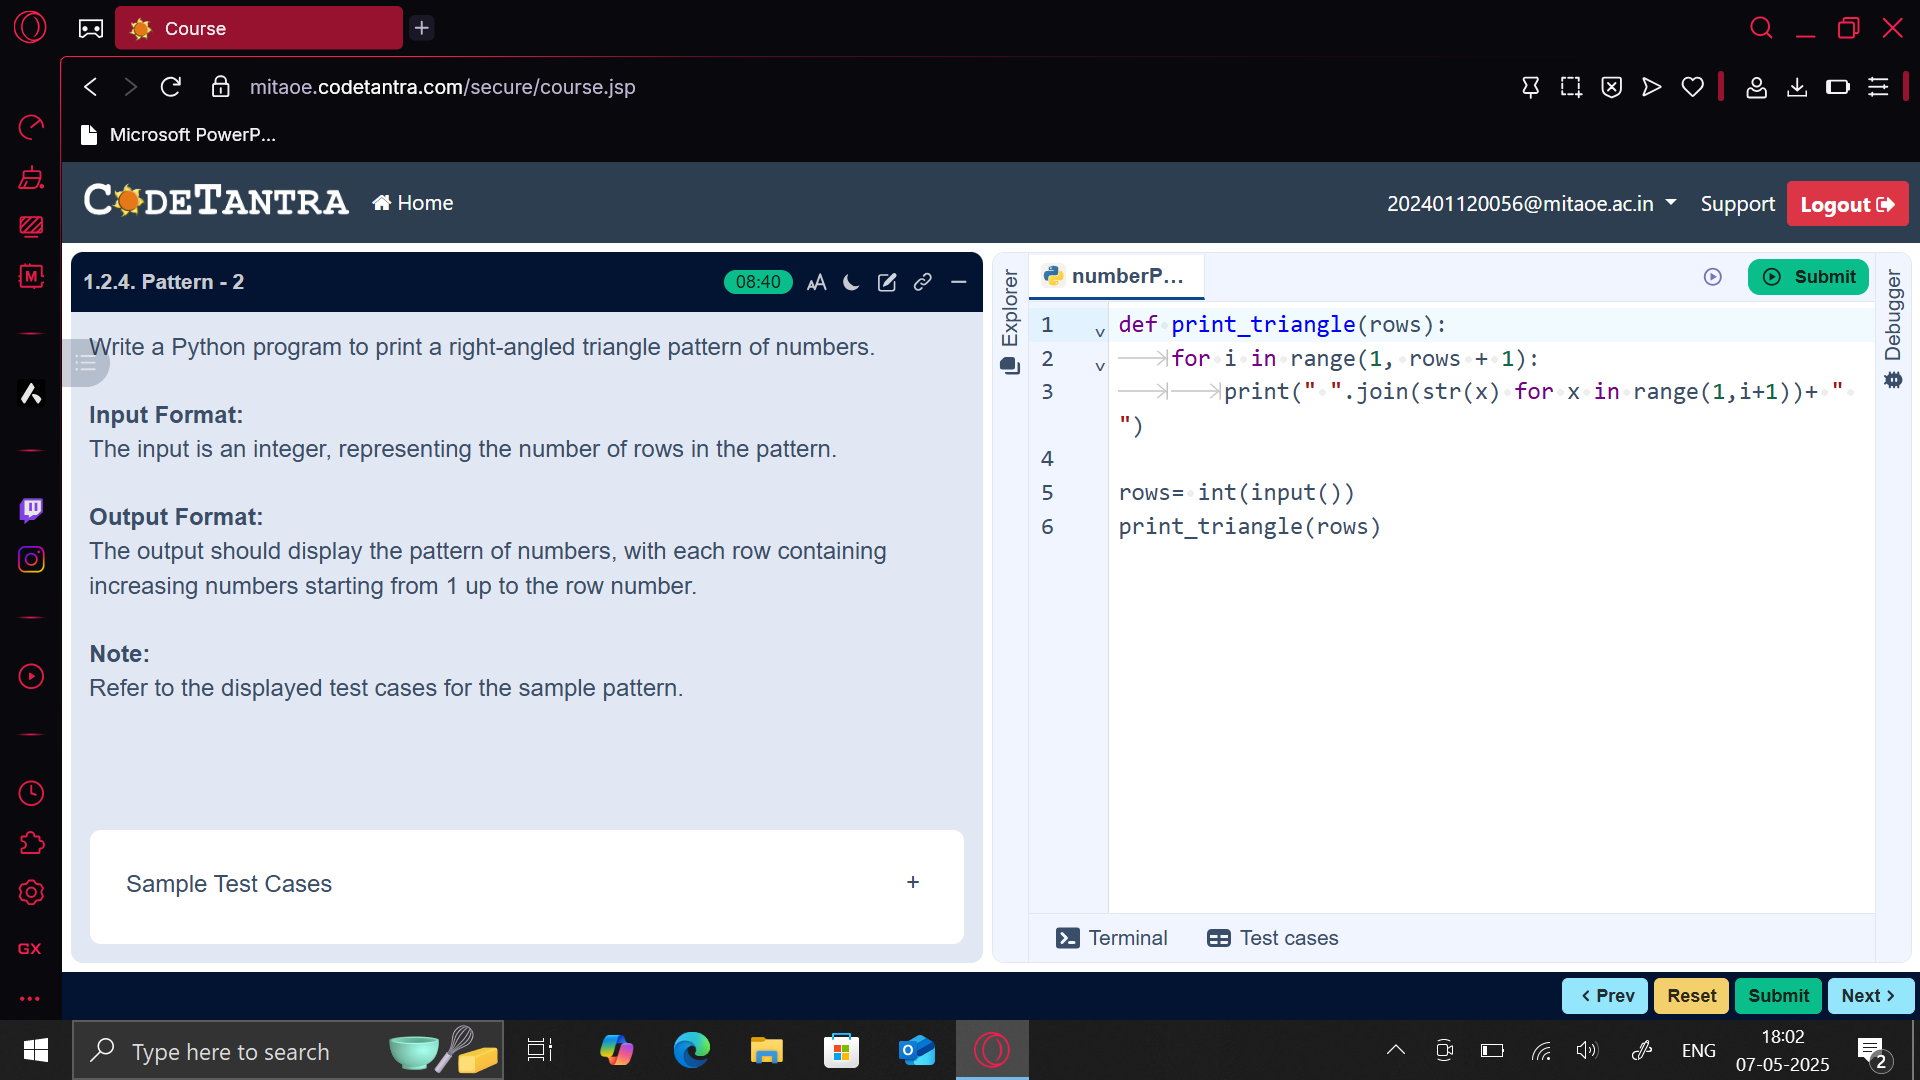 Course
mitaoe.codetantra.com/secure/course.jsp
Microsoft PowerP...
CODETANTRA
Home
202401120056@mitaoe.ac.in
Support
Logout
1.2.4. Pattern - 2
08:40
AA
Write a Python program to print a right-angled triangle pattern of numbers.
Input Format:
The input is an integer, representing the number of rows in the pattern.
Output Format:
The output should display the pattern of numbers, with each row containing
increasing numbers starting from 1 up to the row number.
Note:
Refer to the displayed test cases for the sample pattern.
Sample Test Cases
+
Explorer
numberP...
Submit
Debugger
1 def print_triangle(rows):
2 for i in range(1, rows + 1):
3 print(" ".join(str(x) for x in range(1,i+1))+ "
")
4
5 rows= int(input())
6 print_triangle(rows)
Terminal
Test cases
< Prev
Reset
Submit
Next >
M
GX
Type here to search
ENG
18:02
07-05-2025
2